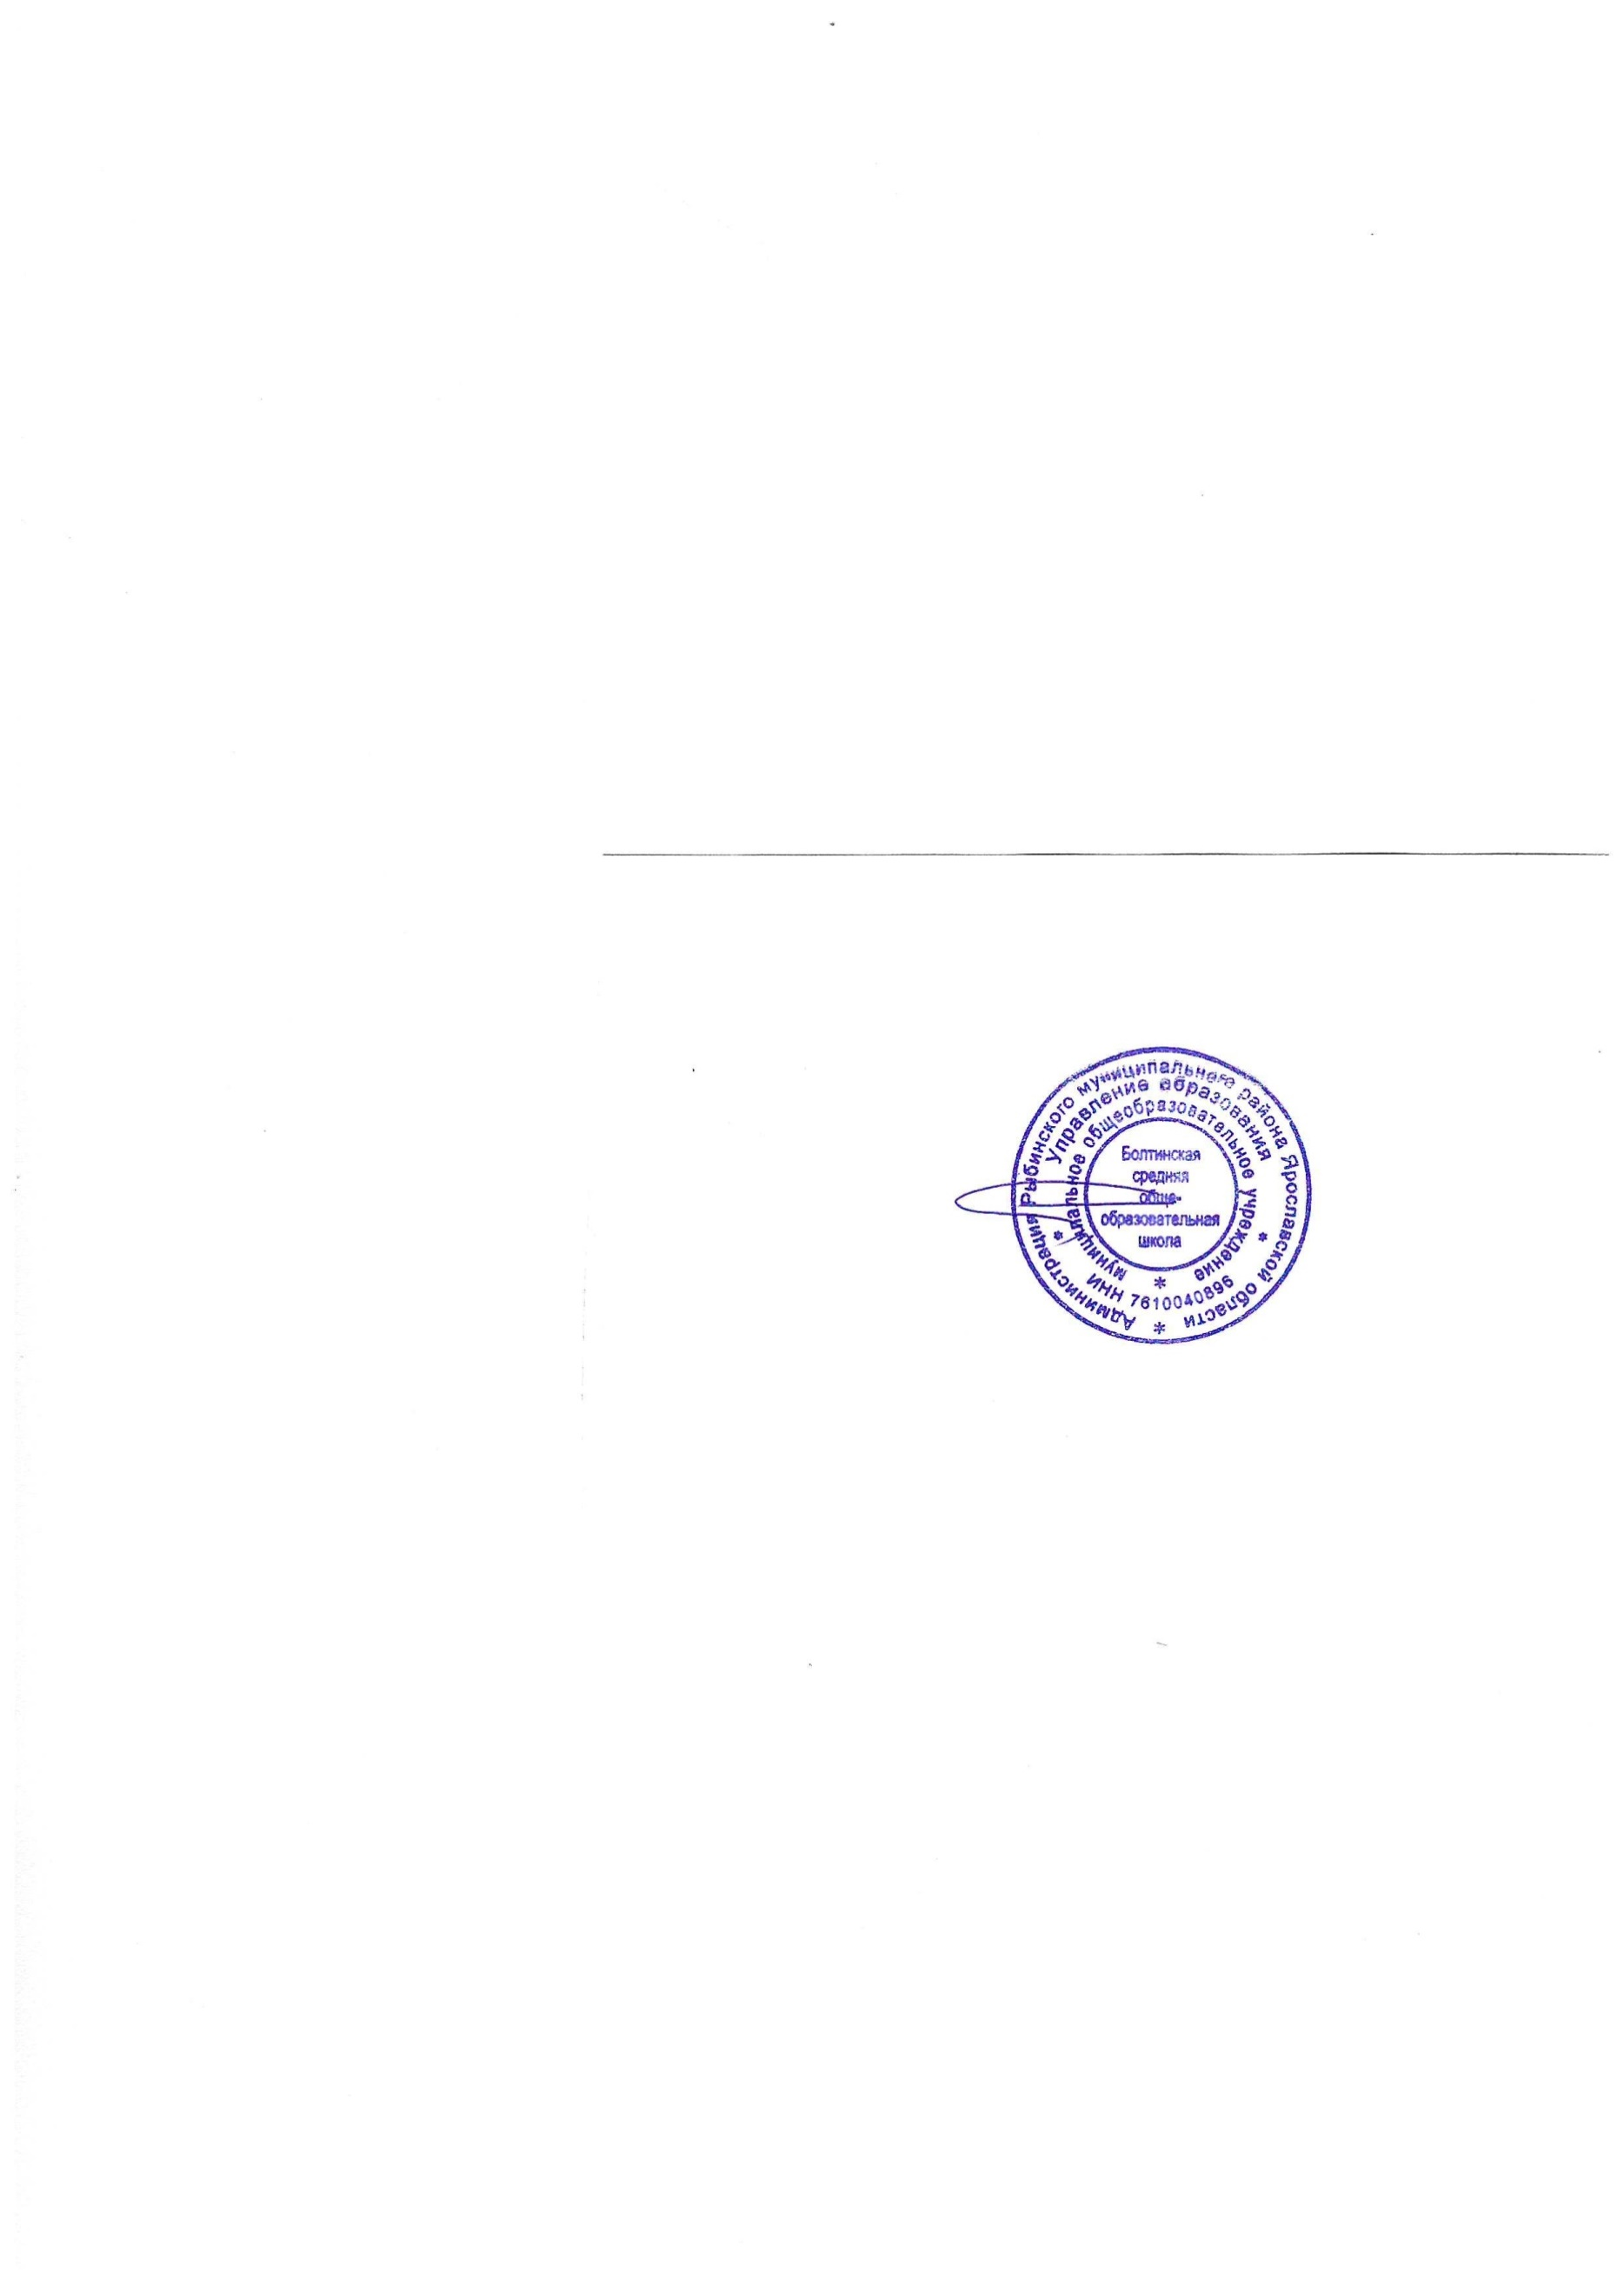 Администрация Рыбинского муниципального района Ярославской области *
* Управление образования *
ИНН 7610040896
муниципальное общеобразовательное учреждение *
Болтинская
средняя
обще-
образовательная
школа